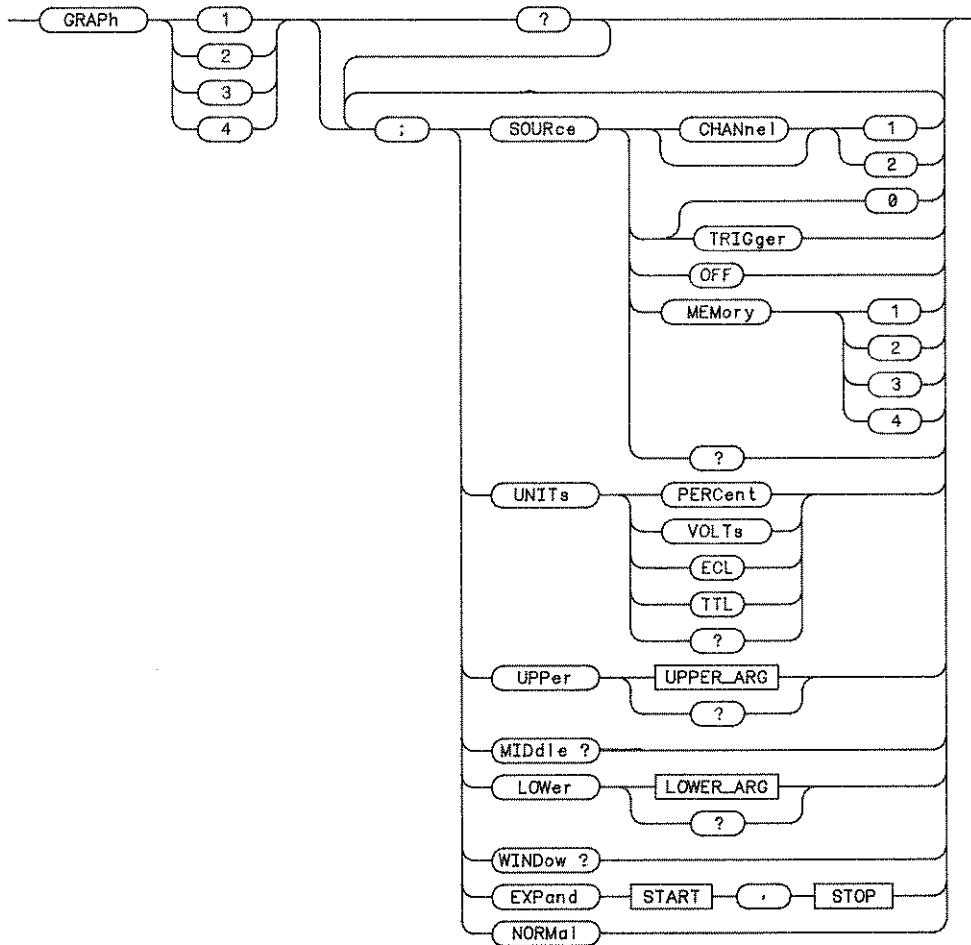 GRAPh 1 ?
2
3
4
; SOURce CHANnel 1
2
0
TRIGger
OFF
MEMory 1
2
3
4
?
UNITs PERCent
VOLTs
ECL
TTL
?
UPPer UPPER_ARG
?
MIDdle ?
LOWer LOWER_ARG
?
WINDow ?
EXPand START , STOP
NORMal